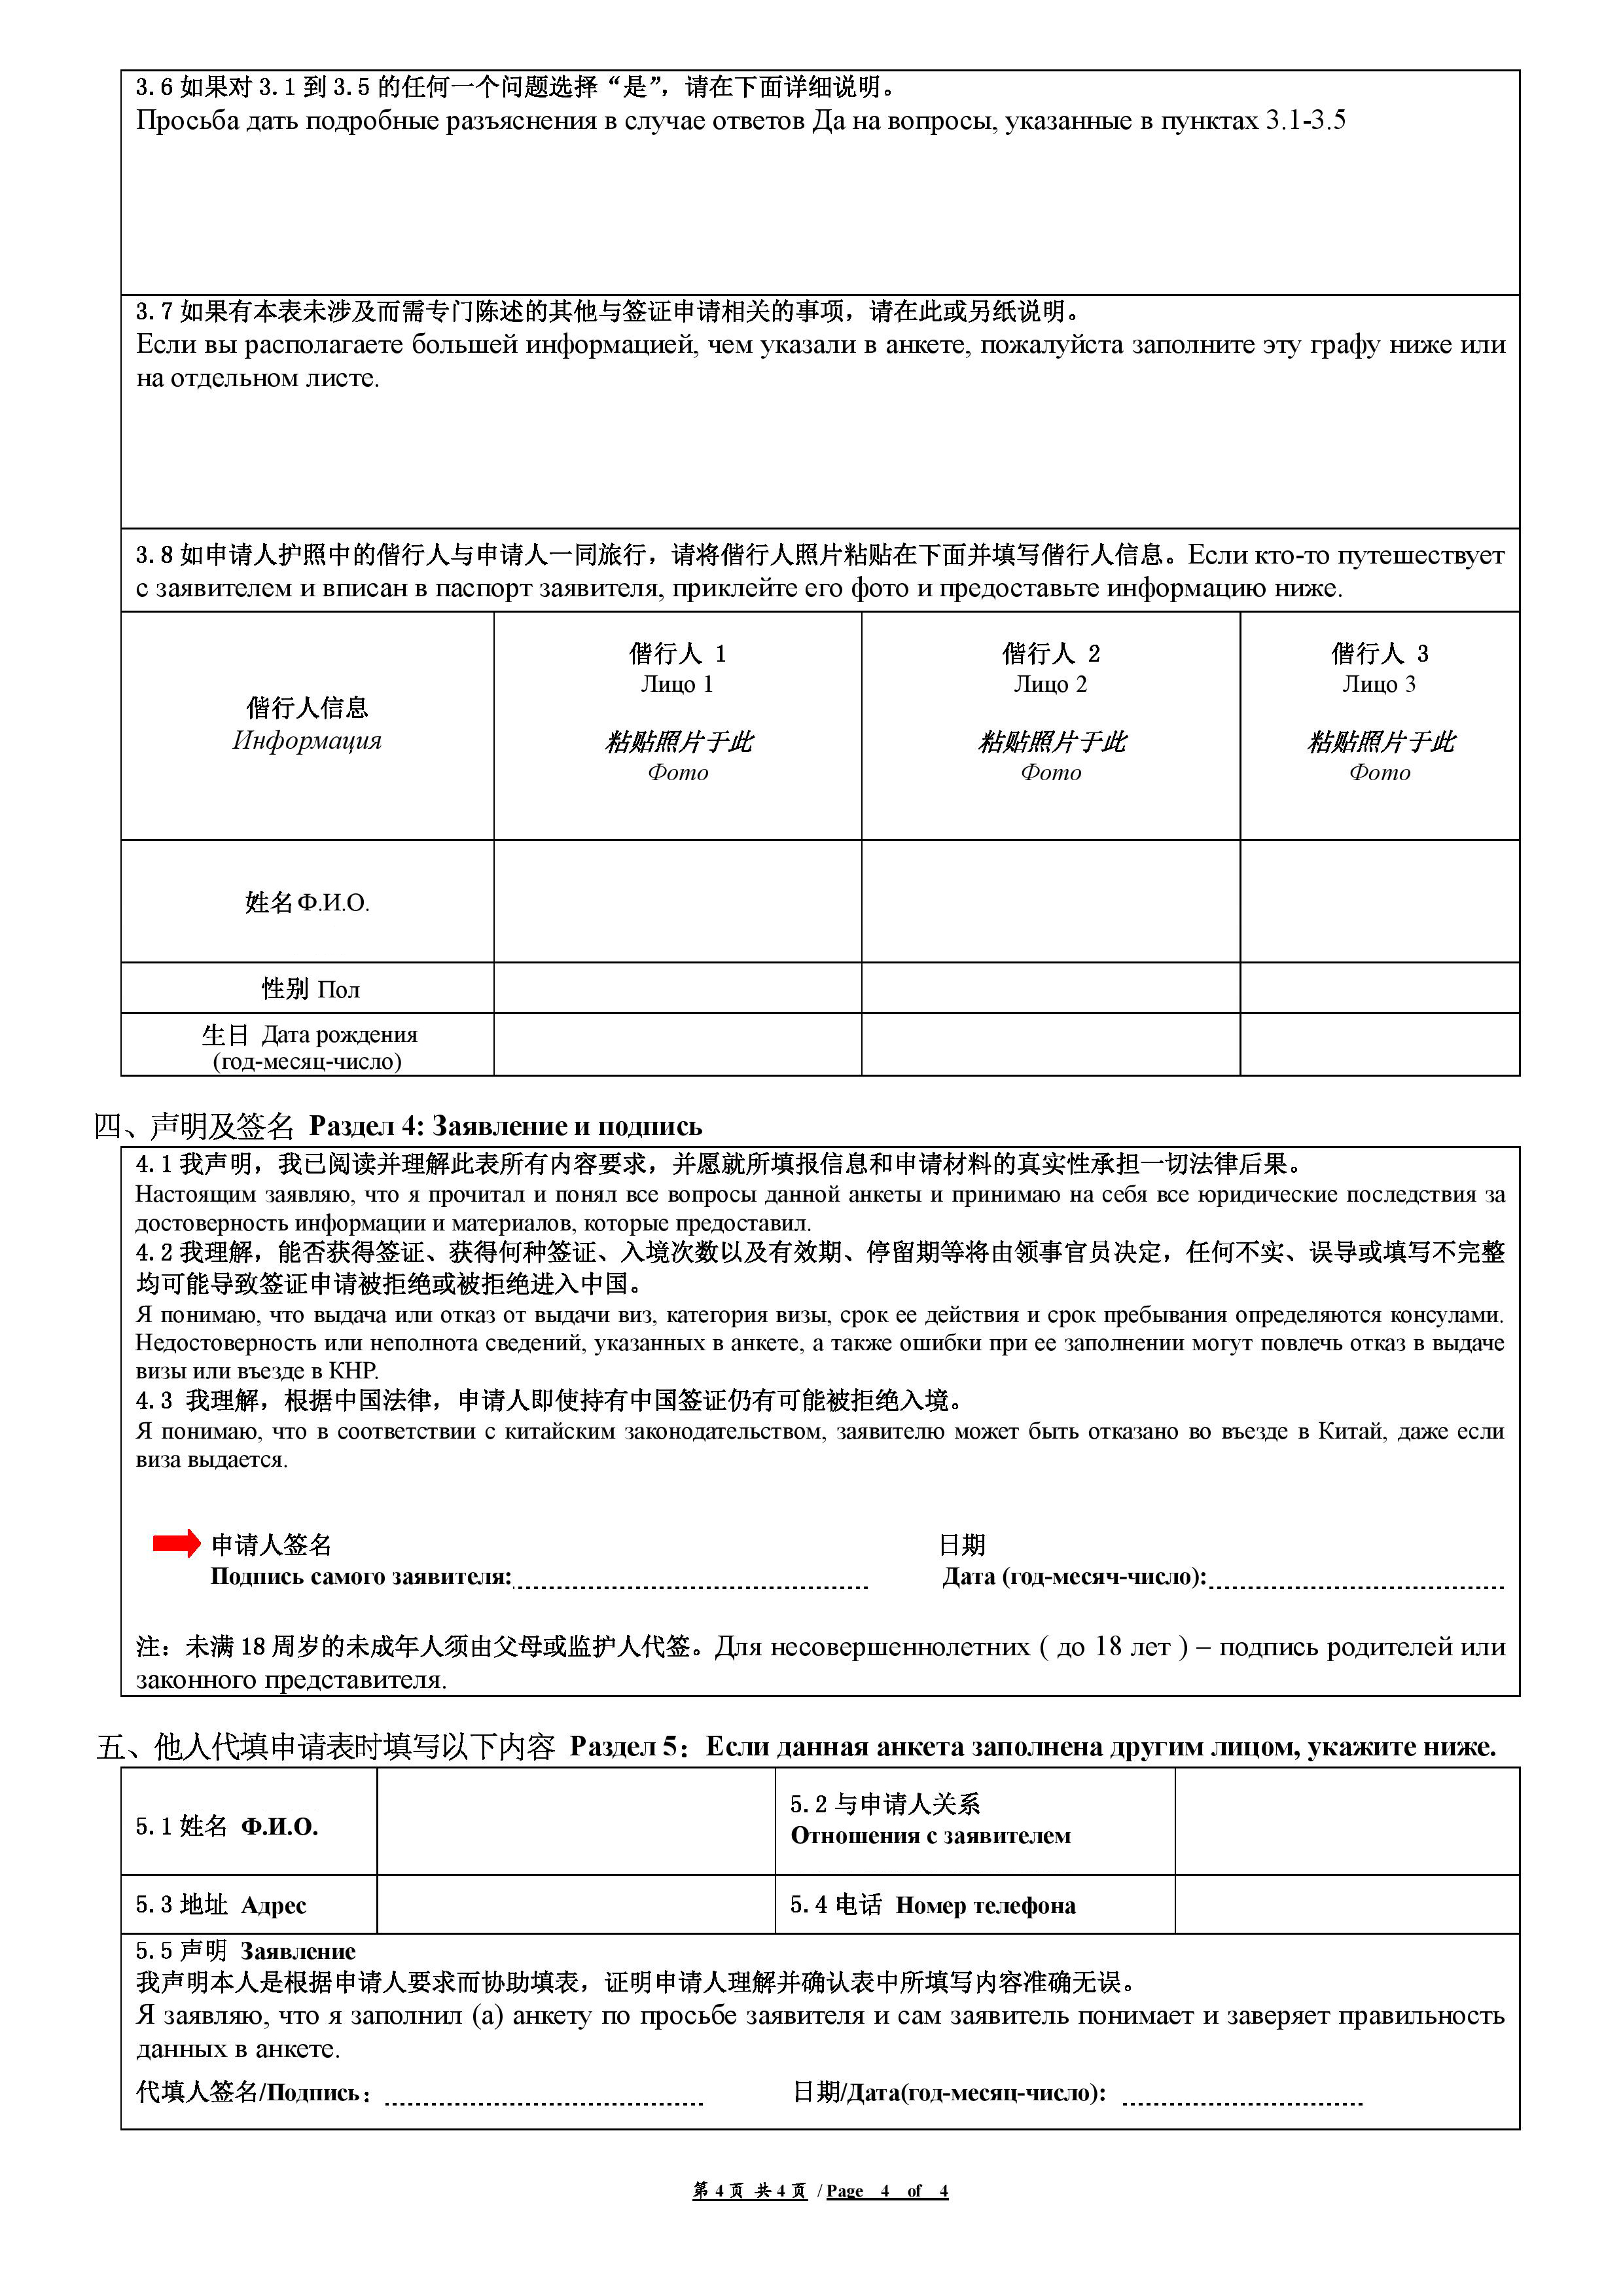 3.6 如果对 3.1 到 3.5 的任何一个问题选择“是”，请在下面详细说明。
Просьба дать подробные разъяснения в случае ответов Да на вопросы, указанные в пунктах 3.1-3.5
3.7 如果有本表未涉及而需专门陈述的其他与签证申请相关的事项，请在此或另纸说明。
Если вы располагаете большей информацией, чем указали в анкете, пожалуйста заполните эту графу ниже или
на отдельном листе.
3.8 如申请人护照中的偕行人与申请人一同旅行，请将偕行人照片粘贴在下面并填写偕行人信息。Если кто-то путешествует
с заявителем и вписан в паспорт заявителя, приклейте его фото и предоставьте информацию ниже.
偕行人信息
Информация
偕行人 1
Лицо 1
粘贴照片于此
Фото
偕行人 2
Лицо 2
粘贴照片于此
Фото
偕行人 3
Лицо 3
粘贴照片于此
Фото
姓名 Ф.И.О.
性别 Пол
生日 Дата рождения
(год-месяц-число)
四、声明及签名 Раздел 4: Заявление и подпись
4.1 我声明，我已阅读并理解此表所有内容要求，并愿就所填报信息和申请材料的真实性承担一切法律后果。
Настоящим заявляю, что я прочитал и понял все вопросы данной анкеты и принимаю на себя все юридические последствия за
достоверность информации и материалов, которые предоставил.
4.2 我理解，能否获得签证、获得何种签证、入境次数以及有效期、停留期等将由领事官员决定，任何不实、误导或填写不完整
均可能导致签证申请被拒绝或被拒绝进入中国。
Я понимаю, что выдача или отказ от выдачи виз, категория визы, срок ее действия и срок пребывания определяются консулами.
Недостоверность или неполнота сведений, указанных в анкете, а также ошибки при ее заполнении могут повлечь отказ в выдаче
визы или въезде в КНР.
4.3 我理解，根据中国法律，申请人即使持有中国签证仍有可能被拒绝入境。
Я понимаю, что в соответствии с китайским законодательством, заявителю может быть отказано во въезде в Китай, даже если
виза выдается.
申请人签名 日期
Подпись самого заявителя: Дата (год-месяч-число):
注：未满 18 周岁的未成年人须由父母或监护人代签。Для несовершеннолетних ( до 18 лет ) – подпись родителей или
законного представителя.
五、他人代填申请表时填写以下内容 Раздел 5：Если данная анкета заполнена другим лицом, укажите ниже.
5.1 姓名 Ф.И.О.
5.2 与申请人关系
Отношения с заявителем
5.3 地址 Адрес
5.4 电话 Номер телефона
5.5 声明 Заявление
我声明本人是根据申请人要求而协助填表，证明申请人理解并确认表中所填写内容准确无误。
Я заявляю, что я заполнил (а) анкету по просьбе заявителя и сам заявитель понимает и заверяет правильность
данных в анкете.
代填人签名/Подпись： 日期/Дата(год-месяц-число):
第 4 页 共 4 页 / Page 4 of 4